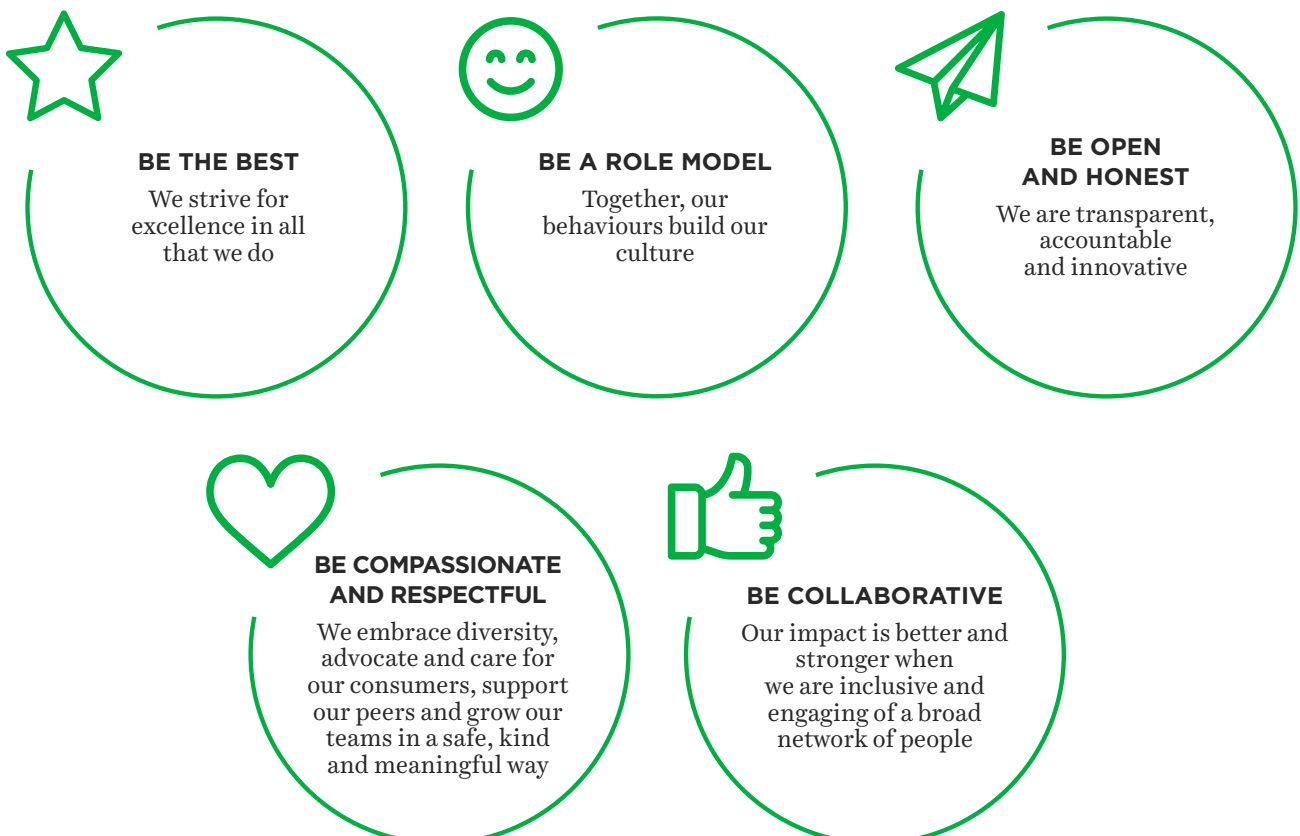 BE THE BEST
We strive for
excellence in all
that we do
BE A ROLE MODEL
Together, our
behaviours build our
culture
BE OPEN
AND HONEST
We are transparent,
accountable
and innovative
BE COMPASSIONATE
AND RESPECTFUL
We embrace diversity,
advocate and care for
our consumers, support
our peers and grow our
teams in a safe, kind
and meaningful way
BE COLLABORATIVE
Our impact is better and
stronger when
we are inclusive and
engaging of a broad
network of people